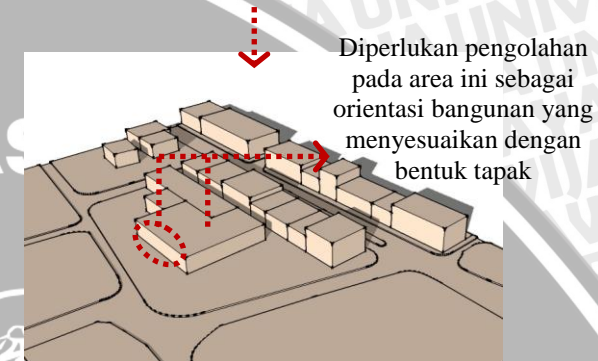 Diperlukan pengolahan
pada area ini sebagai
orientasi bangunan yang
menyesuaikan dengan
bentuk tapak